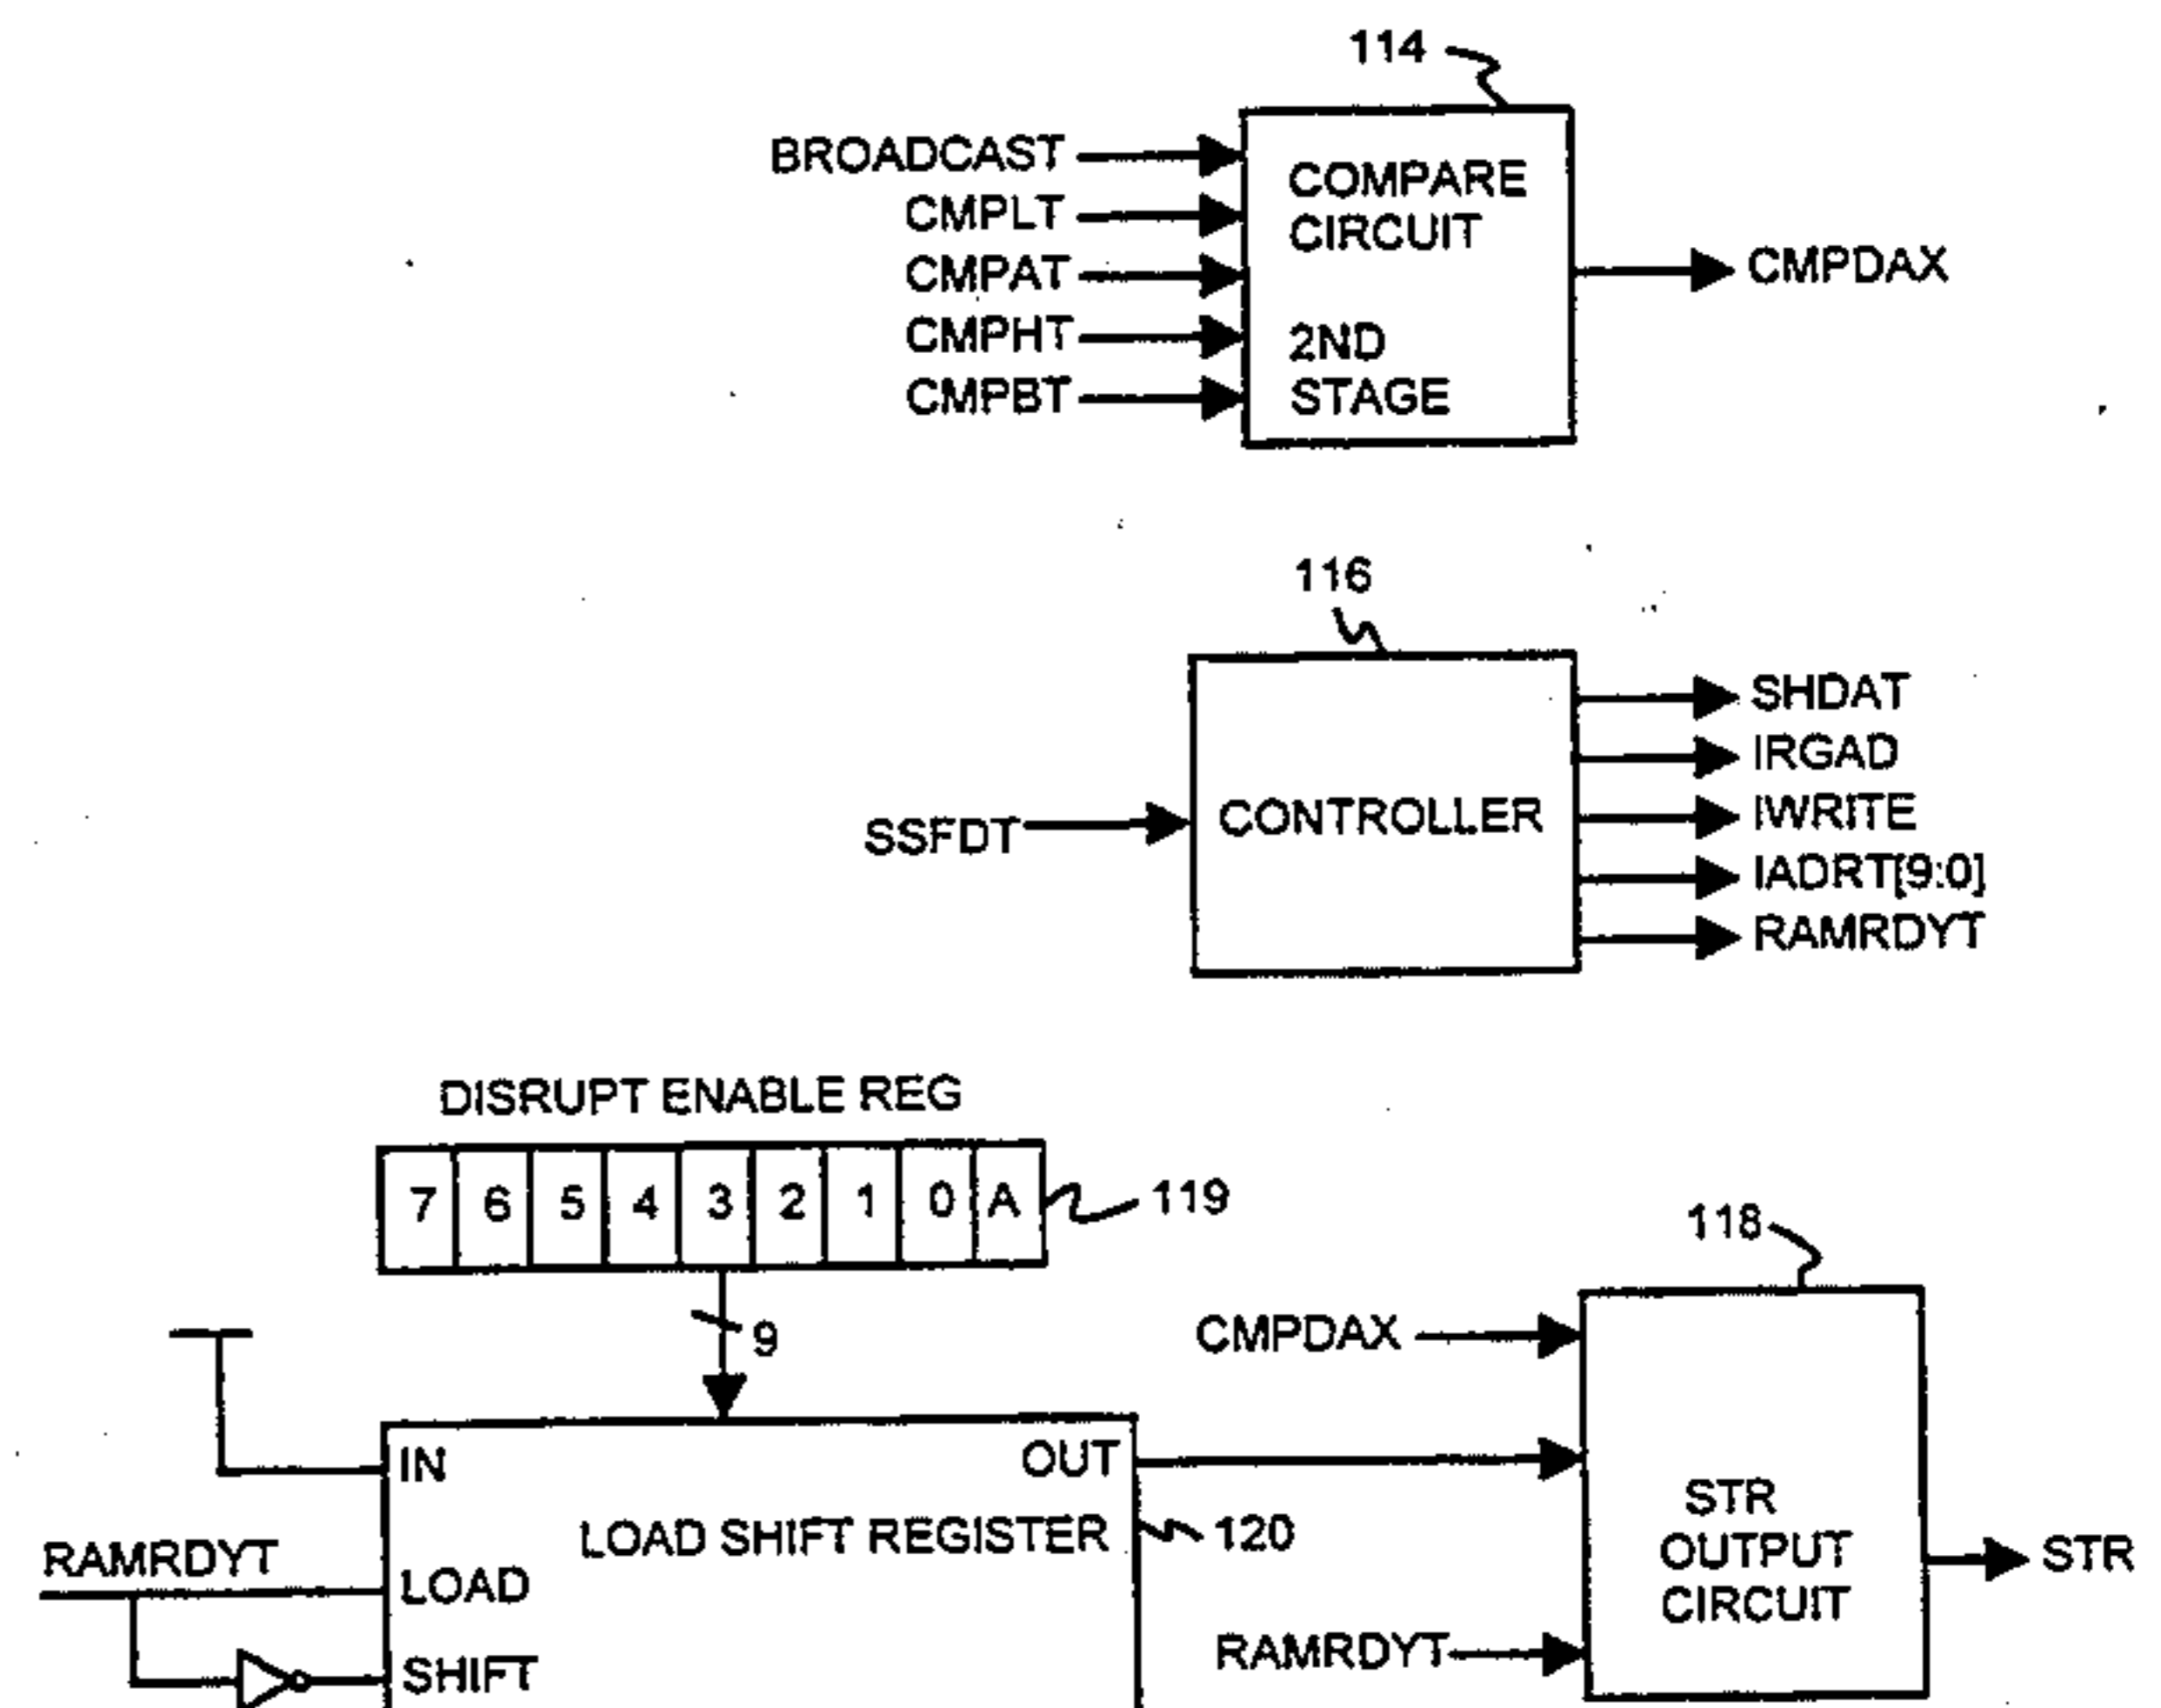 114
BROADCAST
CMPLT
CMPAT
CMPHT
CMPBT
COMPARE
CIRCUIT
2ND
STAGE
CMPDAX
116
SSFDT
CONTROLLER
SHDAT
IRGAD
IWRITE
IADRT[9:0]
RAMRDYT
DISRUPT ENABLE REG
7 6 5 4 3 2 1 0 A
119
9
118
CMPDAX
IN
OUT
LOAD SHIFT REGISTER
120
RAMRDYT
LOAD
SHIFT
STR
OUTPUT
CIRCUIT
STR
RAMRDYT